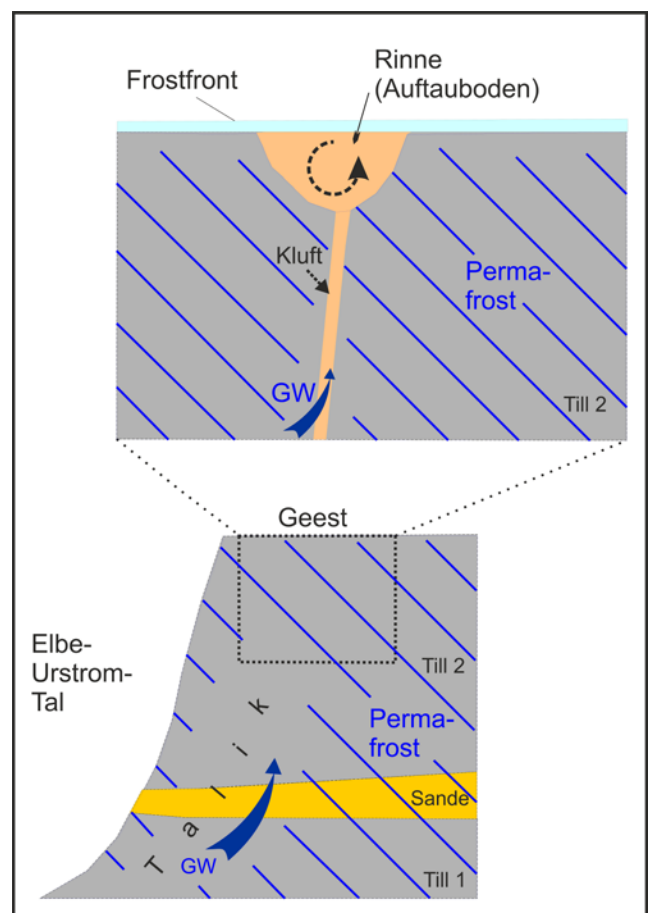 Rinne
(Auftauboden)
Frostfront
Kluft
Perma-
frost
GW
Till 2
Geest
Elbe-
Urstrom-
Tal
Till 2
Perma-
frost
Talik
Sande
GW
Till 1